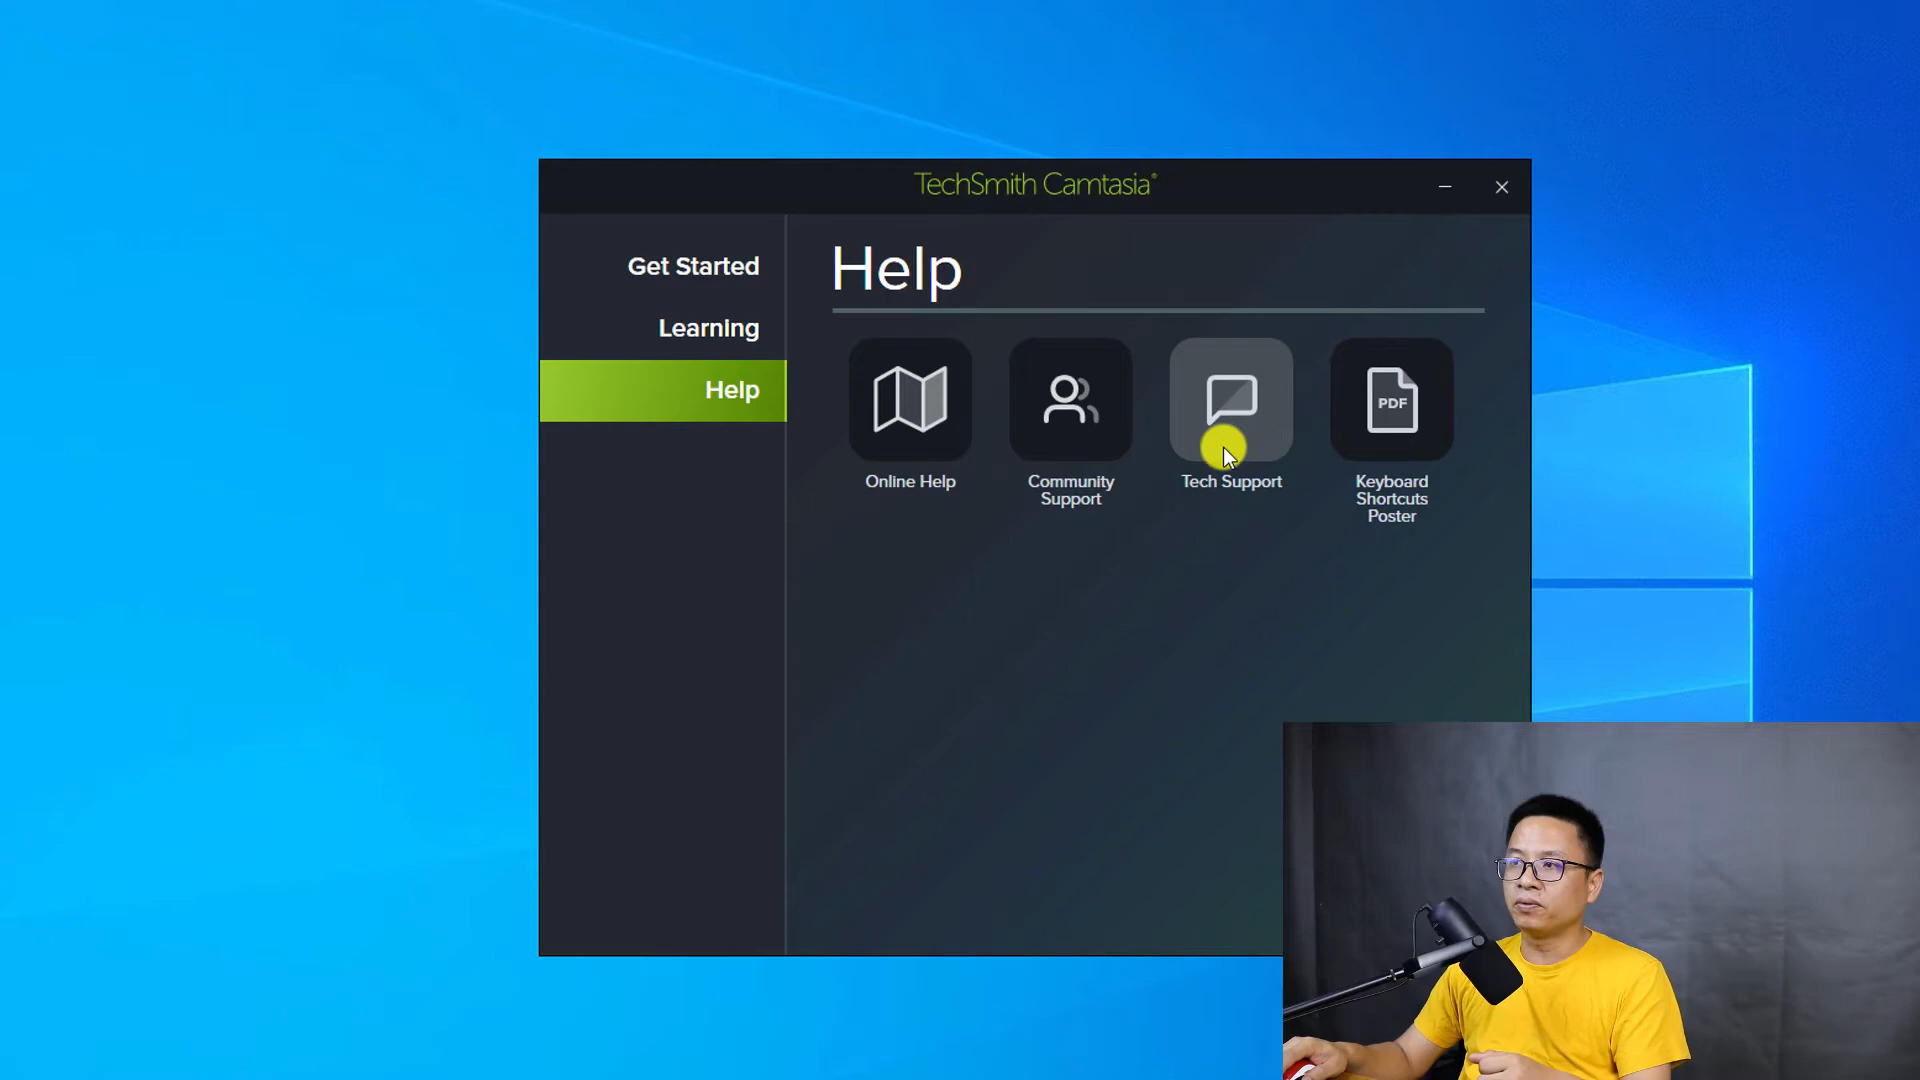 TechSmith Camtasia®
Get Started
Learning
Help
Help
PDF
Online Help
Community
Support
Tech Support
Keyboard
Shortcuts
Poster